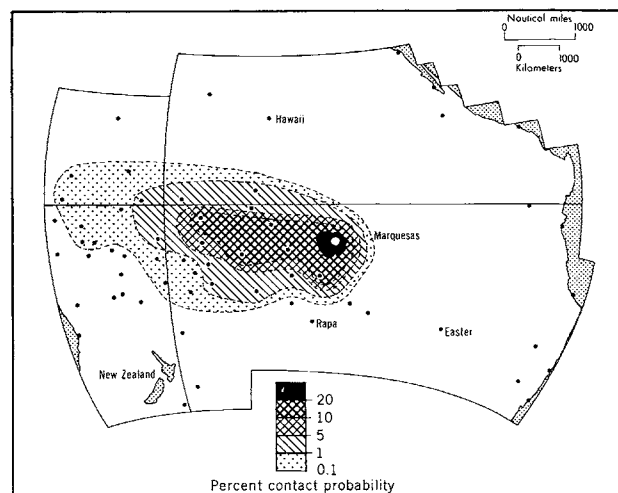 Nautical miles
0 1000
0 1000
Kilometers
Hawaii
Marquesas
Rapa
Easter
New Zealand
20
10
5
1
0.1
Percent contact probability